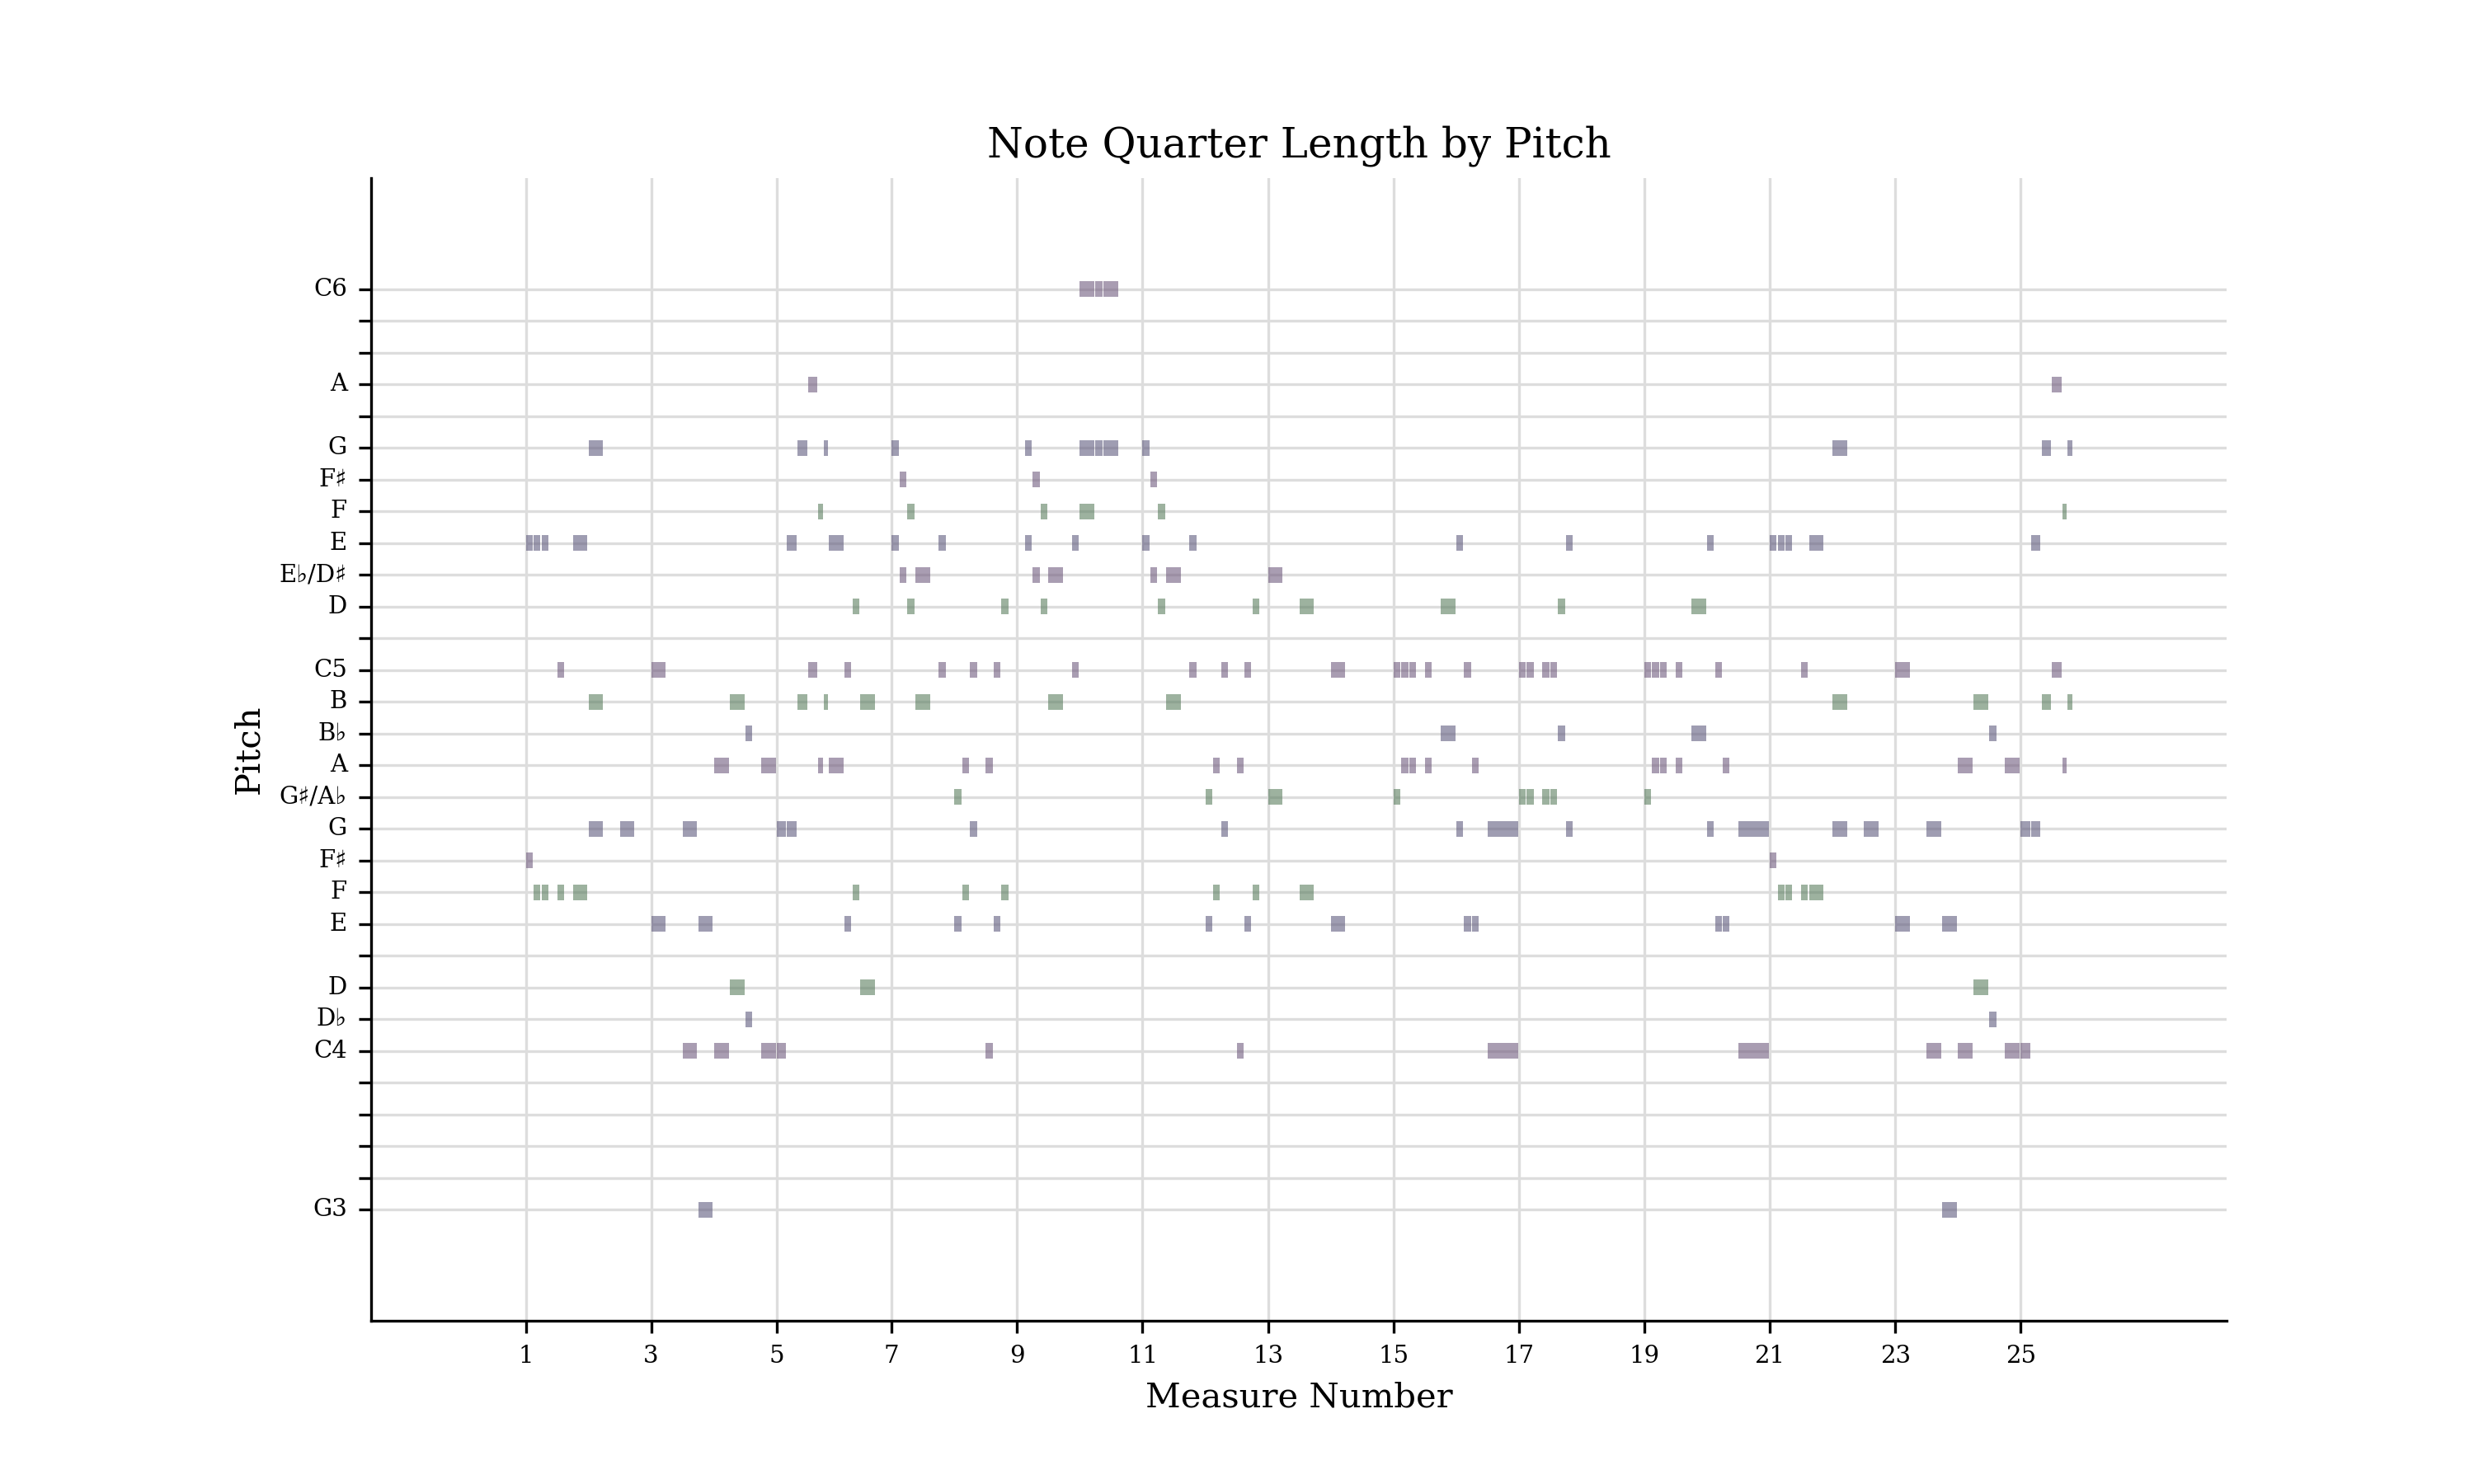 Note Quarter Length by Pitch
C6
A
G
F♯
F
E
E♭/D♯
D
C5
B
B♭
A
G♯/A♭
G
F♯
F
E
D
D♭
C4
G3
Pitch
1 3 5 7 9 11 13 15 17 19 21 23 25
Measure Number